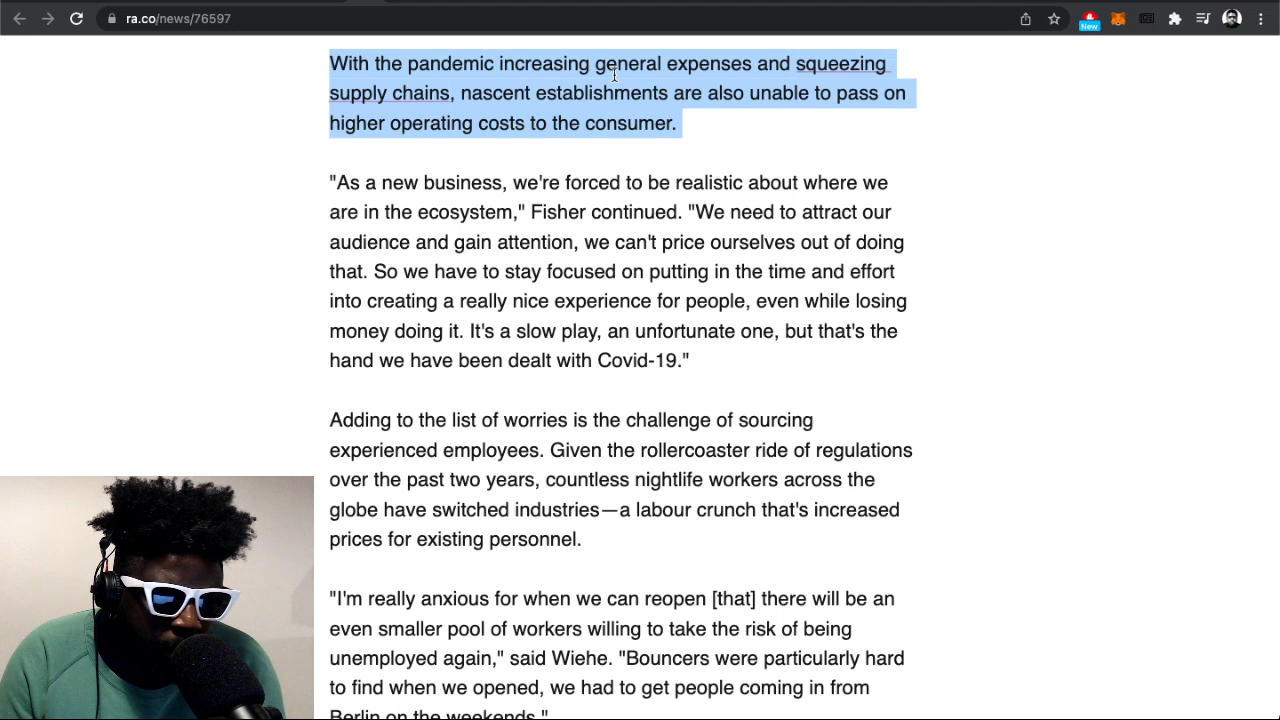 ra.co/news/76597
New
With the pandemic increasing general expenses and squeezing
supply chains, nascent establishments are also unable to pass on
higher operating costs to the consumer.
"As a new business, we're forced to be realistic about where we
are in the ecosystem," Fisher continued. "We need to attract our
audience and gain attention, we can't price ourselves out of doing
that. So we have to stay focused on putting in the time and effort
into creating a really nice experience for people, even while losing
money doing it. It's a slow play, an unfortunate one, but that's the
hand we have been dealt with Covid-19."
Adding to the list of worries is the challenge of sourcing
experienced employees. Given the rollercoaster ride of regulations
over the past two years, countless nightlife workers across the
globe have switched industries—a labour crunch that's increased
prices for existing personnel.
"I'm really anxious for when we can reopen [that] there will be an
even smaller pool of workers willing to take the risk of being
unemployed again," said Wiehe. "Bouncers were particularly hard
to find when we opened, we had to get people coming in from
Berlin on the weekends."